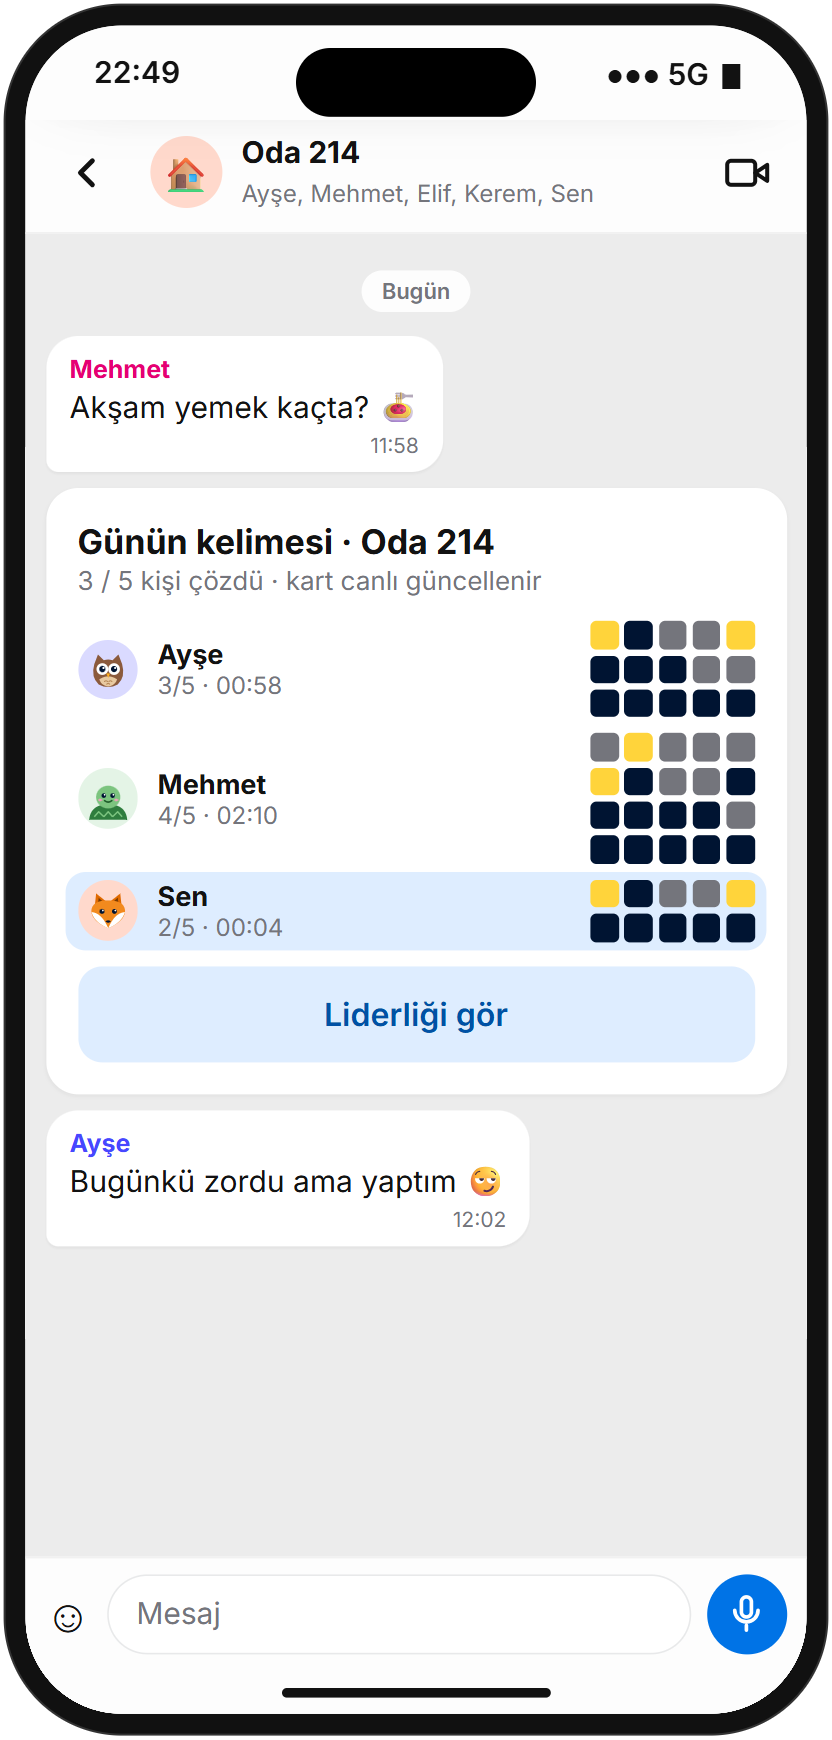 22:49
5G
Oda 214
Ayşe, Mehmet, Elif, Kerem, Sen
Bugün
Mehmet
Akşam yemek kaçta? 🍝
11:58
Günün kelimesi · Oda 214
3 / 5 kişi çözdü · kart canlı güncellenir
Ayşe
3/5 · 00:58
Mehmet
4/5 · 02:10
Sen
2/5 · 00:04
Liderliği gör
Ayşe
Bugünkü zordu ama yaptım 😏
12:02
Mesaj